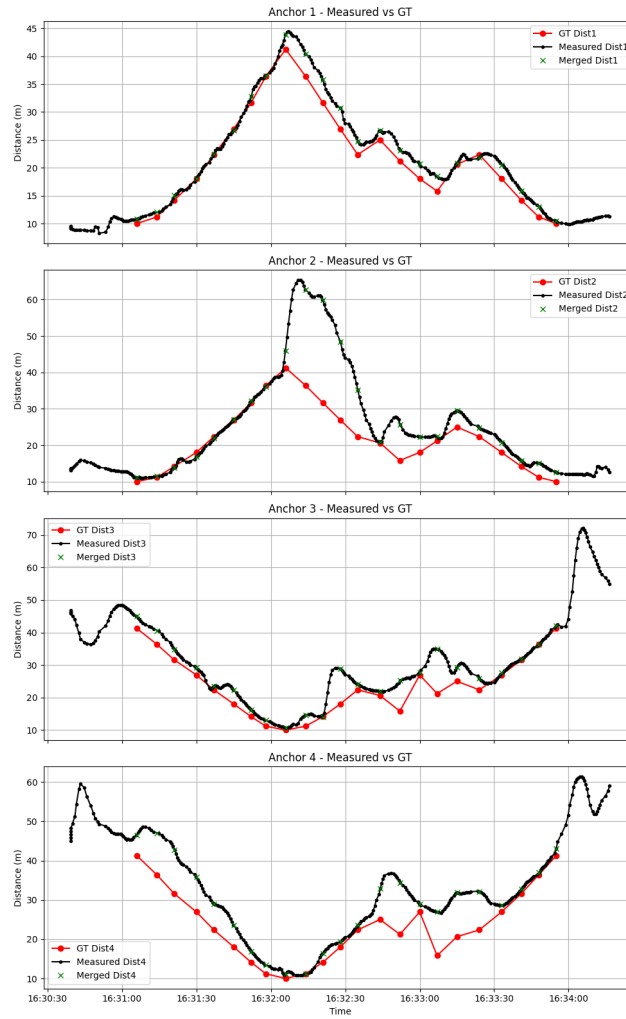 Anchor 1 - Measured vs GT
45
40
35
30
25
20
15
10
Distance (m)
GT Dist1
Measured Dist1
Merged Dist1
Anchor 2 - Measured vs GT
60
50
40
30
20
10
Distance (m)
GT Dist2
Measured Dist2
Merged Dist2
Anchor 3 - Measured vs GT
70
60
50
40
30
20
10
Distance (m)
GT Dist3
Measured Dist3
Merged Dist3
Anchor 4 - Measured vs GT
60
50
40
30
20
10
Distance (m)
GT Dist4
Measured Dist4
Merged Dist4
16:30:30 16:31:00 16:31:30 16:32:00 16:32:30 16:33:00 16:33:30 16:34:00
Time